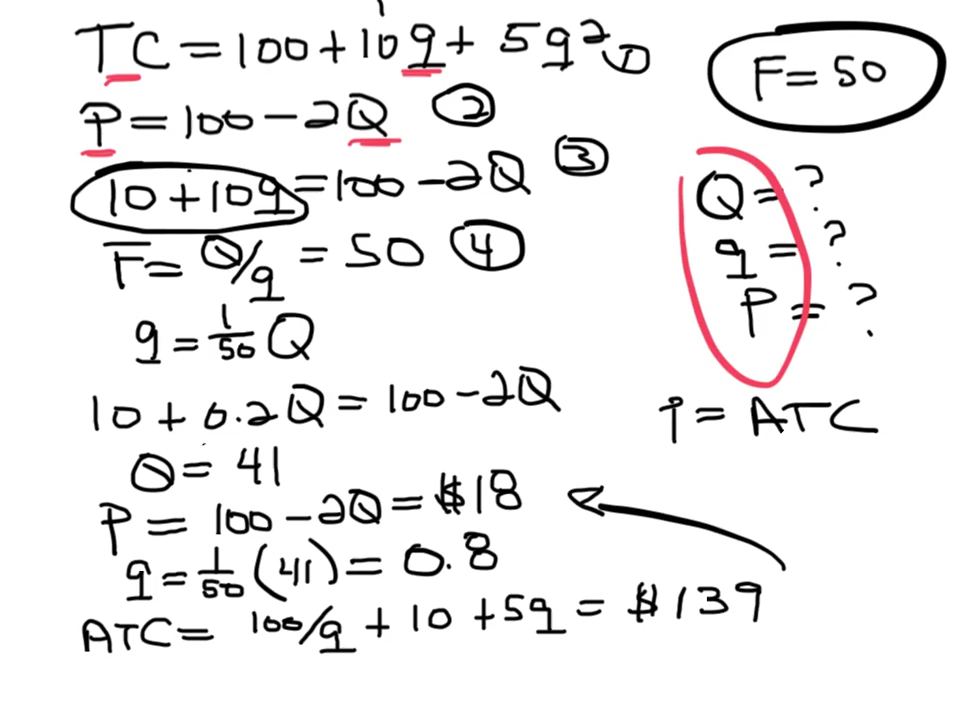 TC = 100 + 10q + 5q² ①
P = 100 - 2Q ②
10 + 10q = 100 - 2Q ③
F = Q/q = 50 ④
q = 1/50 Q
10 + 0.2Q = 100 - 2Q
Q = 41
P = 100 - 2Q = $18
q = 1/50 (41) = 0.8
ATC = 100/q + 10 + 5q = $139
F = 50
Q = ?
q = ?
P = ?
P = ATC